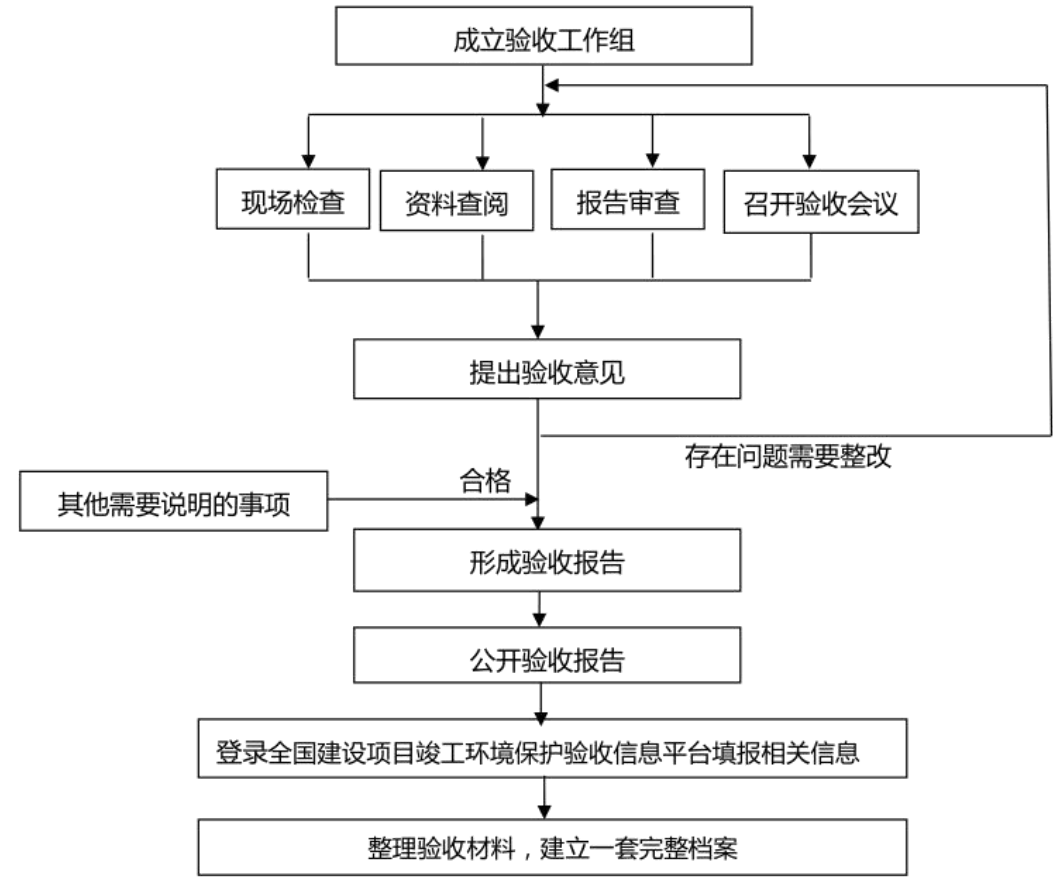 成立验收工作组
现场检查
资料查阅
报告审查
召开验收会议
提出验收意见
存在问题需要整改
合格
其他需要说明的事项
形成验收报告
公开验收报告
登录全国建设项目竣工环境保护验收信息平台填报相关信息
整理验收材料，建立一套完整档案